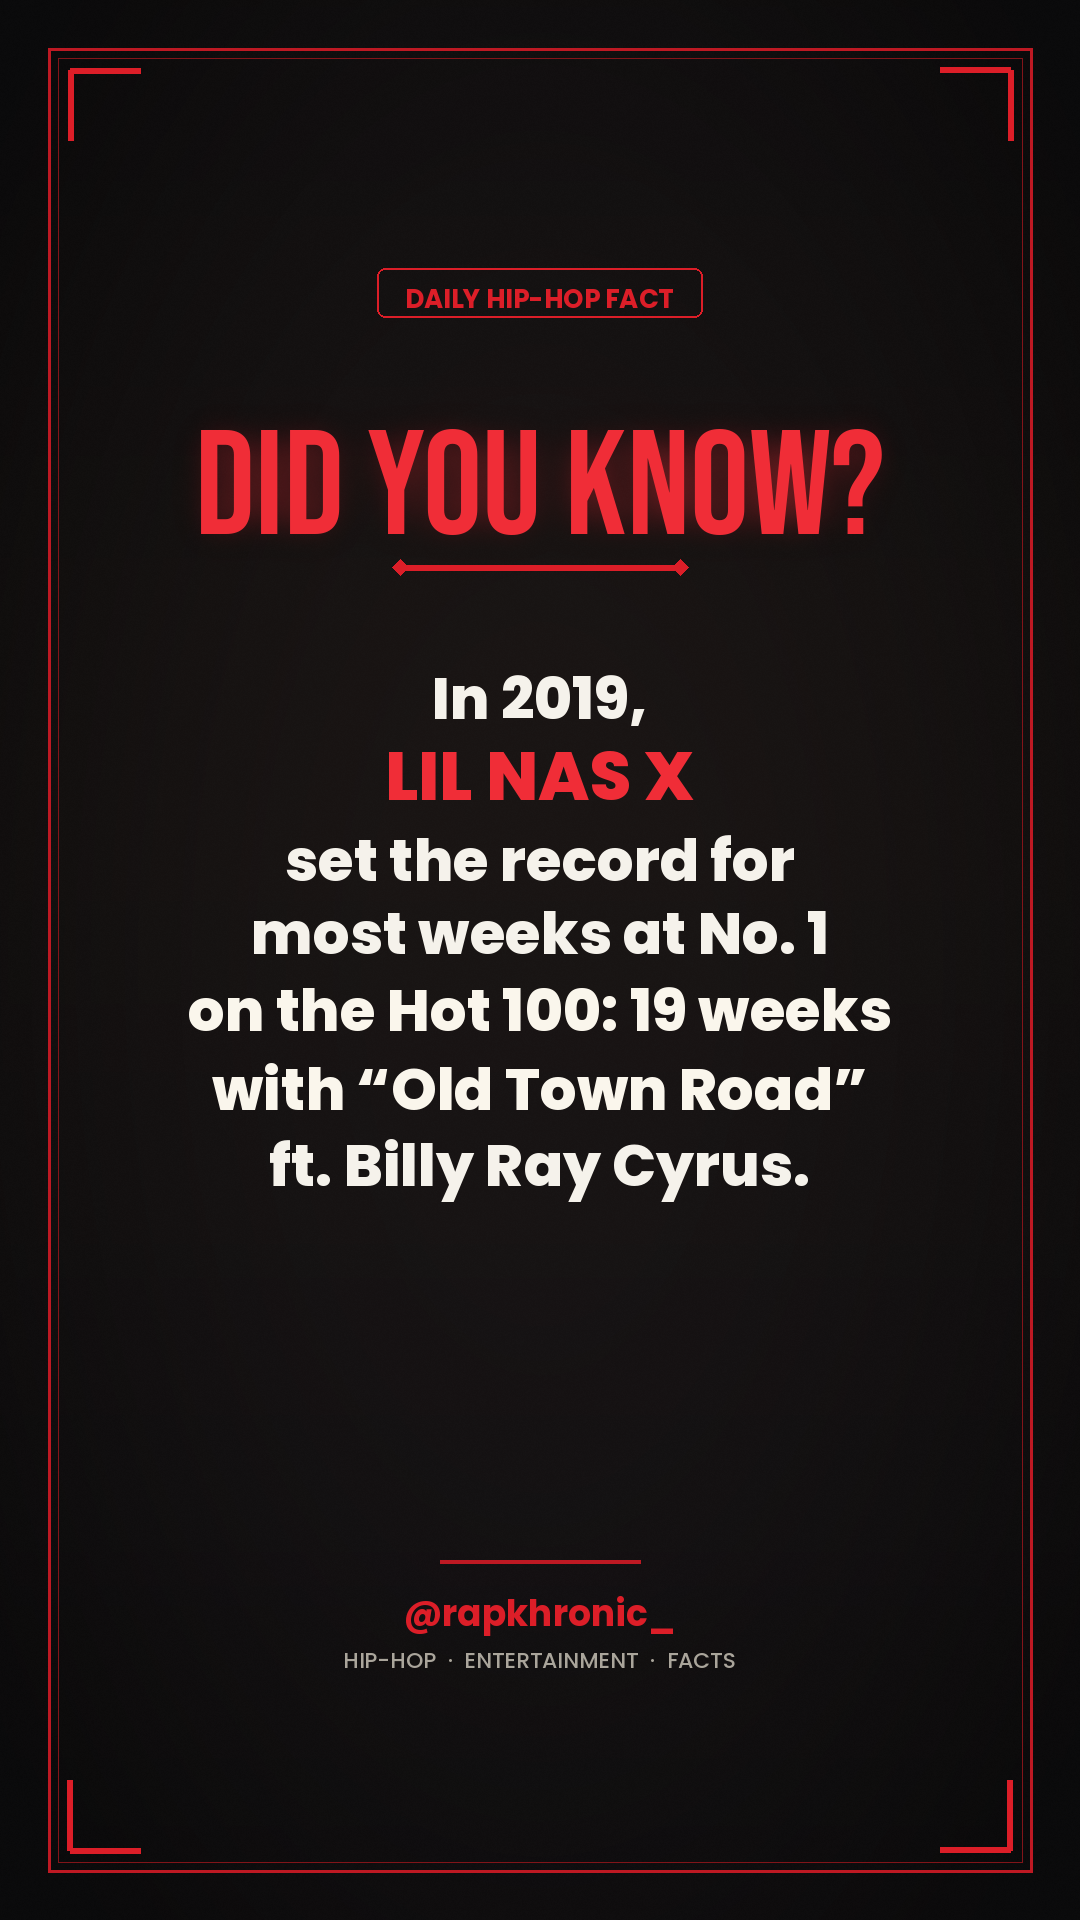 DAILY HIP-HOP FACT
DID YOU KNOW?
In 2019,
LIL NAS X
set the record for
most weeks at No. 1
on the Hot 100: 19 weeks
with “Old Town Road”
ft. Billy Ray Cyrus.
@rapkhronic_
HIP-HOP · ENTERTAINMENT · FACTS